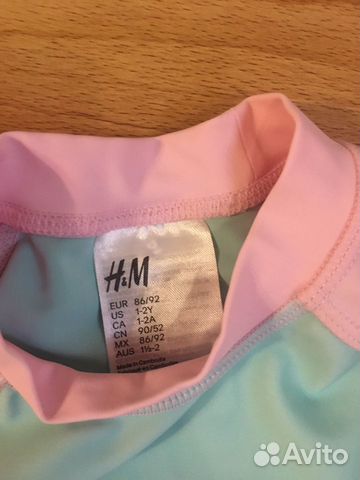 H&M
EUR 86/92
US 1-2Y
CA 1-2A
CN 90/52
MX 86/92
AUS 1½-2
Made in Cambodia
Avito